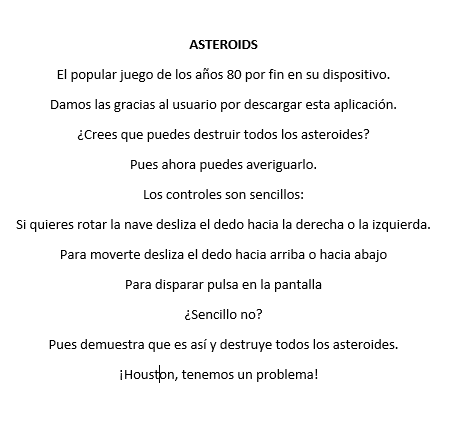 ASTEROIDS
El popular juego de los años 80 por fin en su dispositivo.
Damos las gracias al usuario por descargar esta aplicación.
¿Crees que puedes destruir todos los asteroides?
Pues ahora puedes averiguarlo.
Los controles son sencillos:
Si quieres rotar la nave desliza el dedo hacia la derecha o la izquierda.
Para moverte desliza el dedo hacia arriba o hacia abajo
Para disparar pulsa en la pantalla
¿Sencillo no?
Pues demuestra que es así y destruye todos los asteroides.
¡Houston, tenemos un problema!